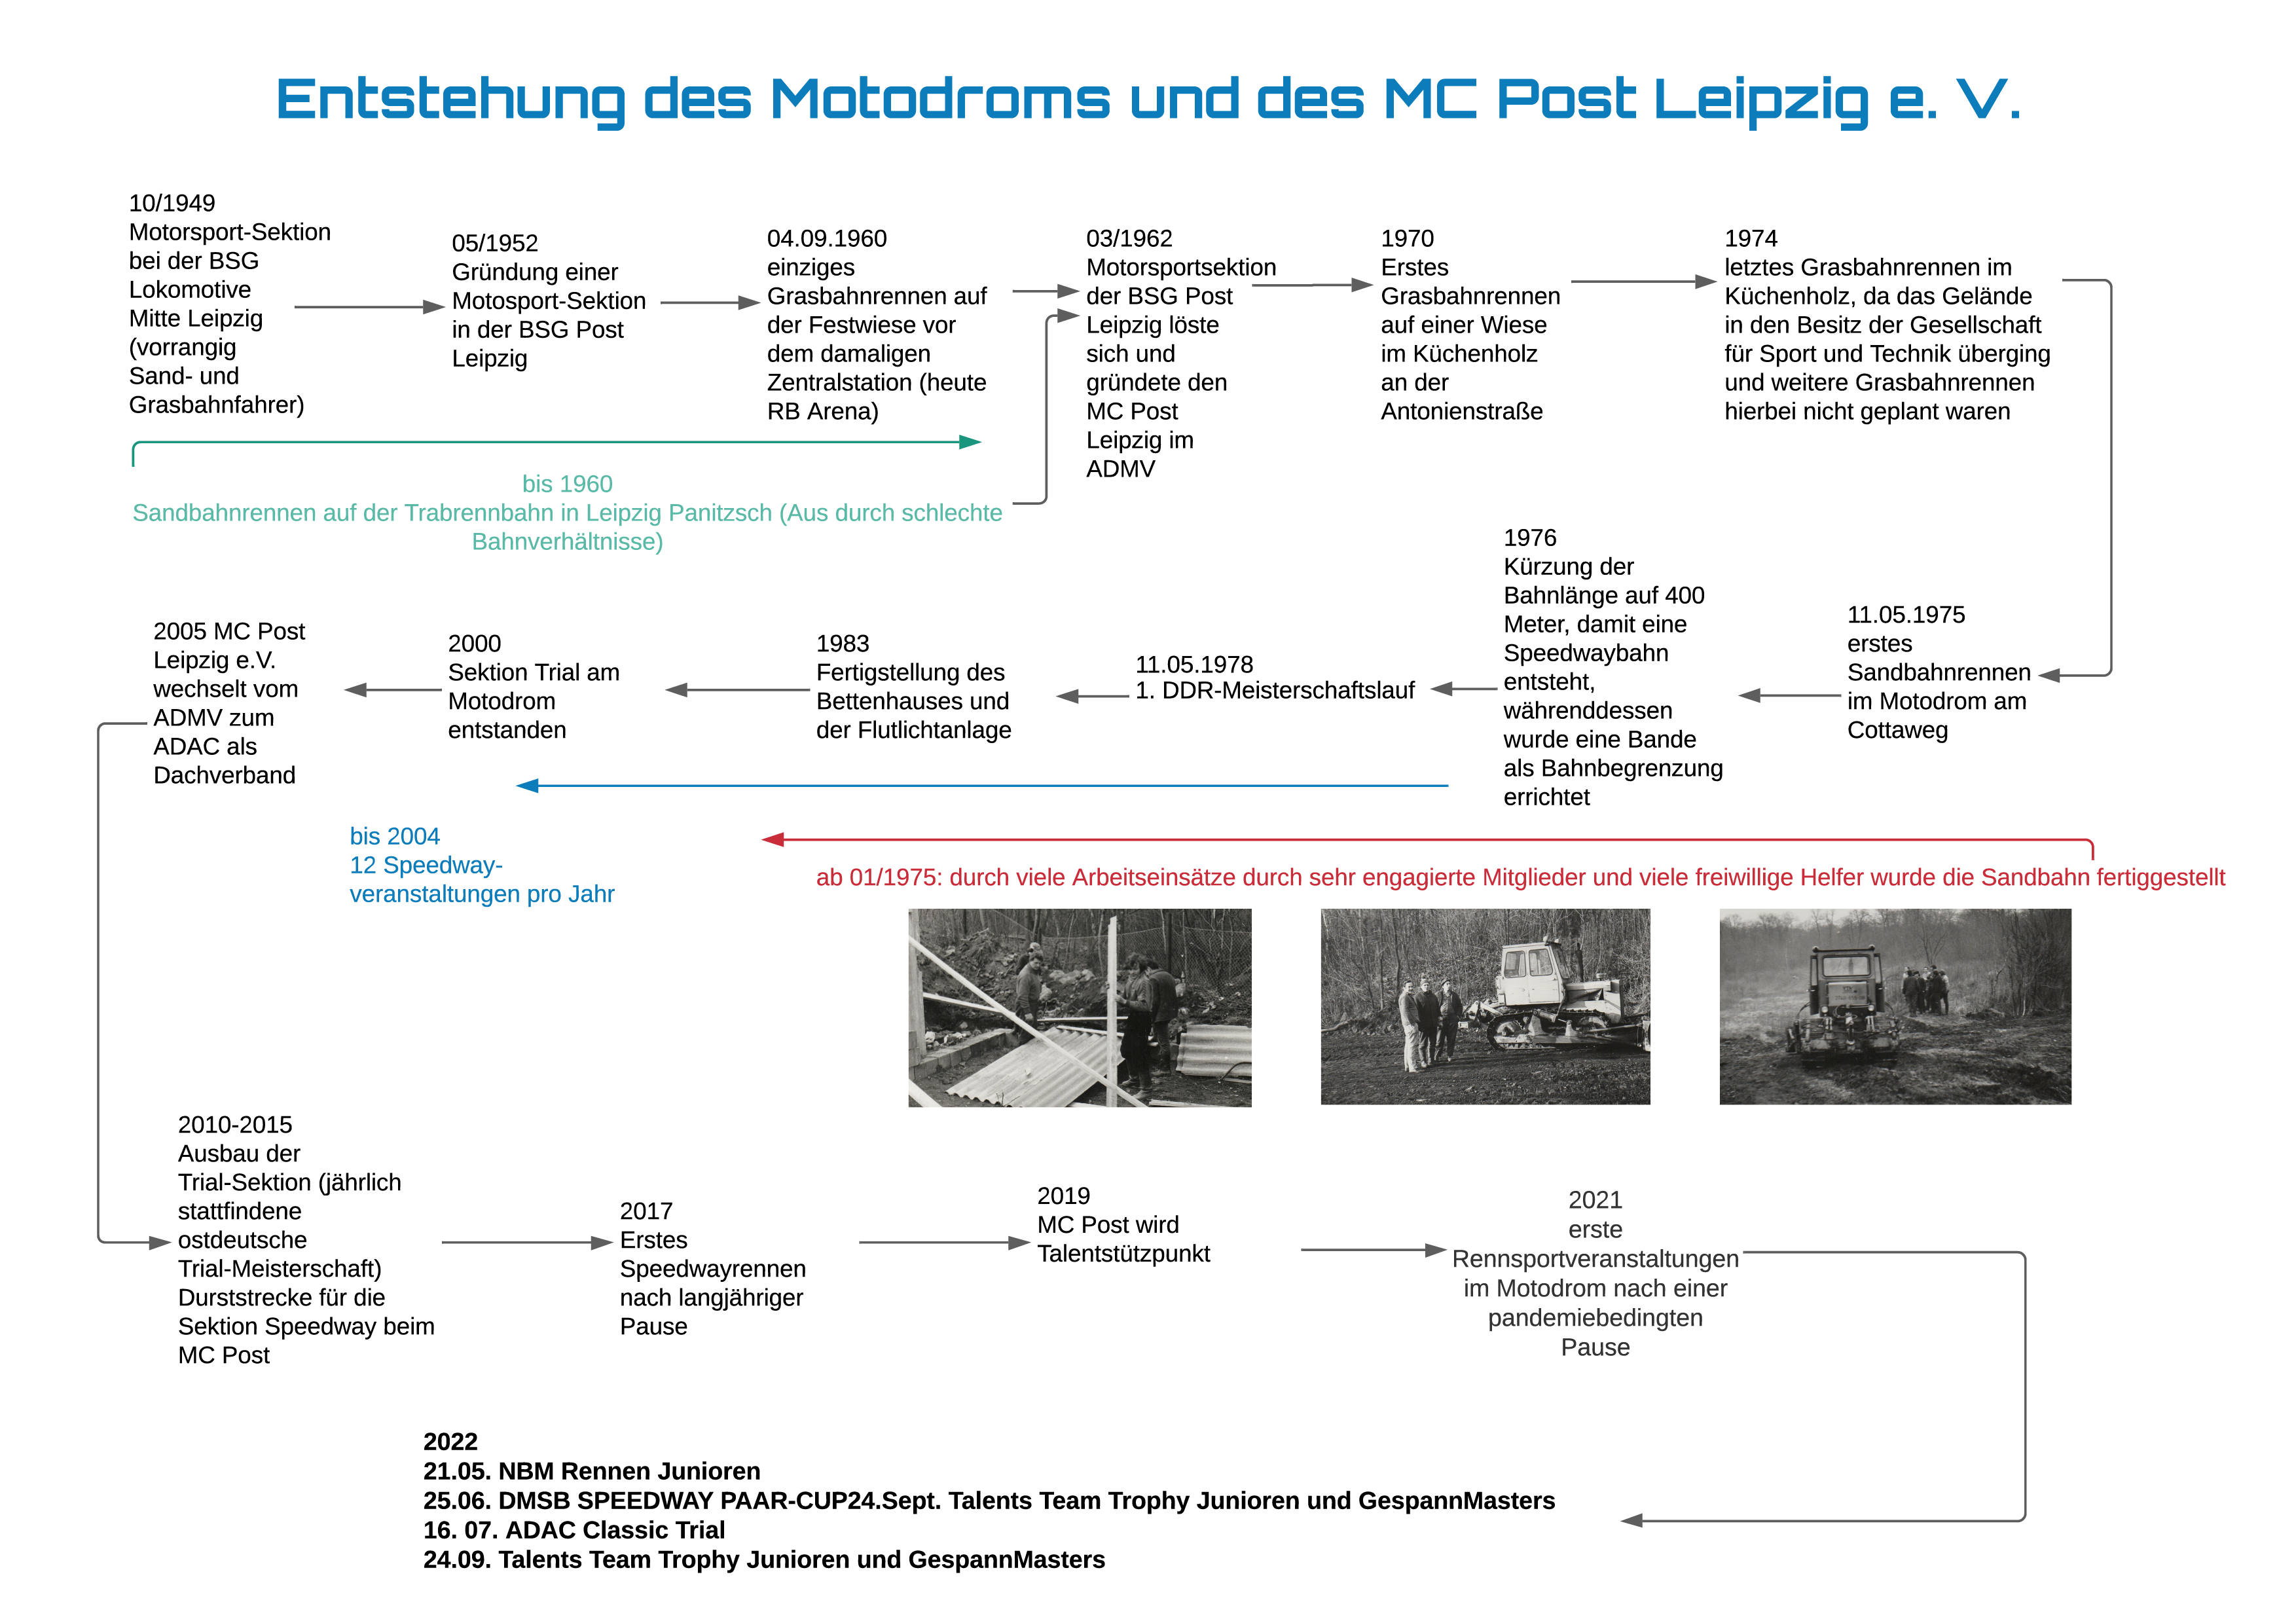 Entstehung des Motodroms und des MC Post Leipzig e. V.
10/1949
Motorsport-Sektion
bei der BSG
Lokomotive
Mitte Leipzig
(vorrangig
Sand- und
Grasbahnfahrer)
05/1952
Gründung einer
Motosport-Sektion
in der BSG Post
Leipzig
04.09.1960
einziges
Grasbahnrennen auf
der Festwiese vor
dem damaligen
Zentralstation (heute
RB Arena)
03/1962
Motorsportsektion
der BSG Post
Leipzig löste
sich und
gründete den
MC Post
Leipzig im
ADMV
1970
Erstes
Grasbahnrennen
auf einer Wiese
im Küchenholz
an der
Antonienstraße
1974
letztes Grasbahnrennen im
Küchenholz, da das Gelände
in den Besitz der Gesellschaft
für Sport und Technik überging
und weitere Grasbahnrennen
hierbei nicht geplant waren
bis 1960
Sandbahnrennen auf der Trabrennbahn in Leipzig Panitzsch (Aus durch schlechte
Bahnverhältnisse)
11.05.1975
erstes
Sandbahnrennen
im Motodrom am
Cottaweg
1976
Kürzung der
Bahnlänge auf 400
Meter, damit eine
Speedwaybahn
entsteht,
währenddessen
wurde eine Bande
als Bahnbegrenzung
errichtet
11.05.1978
1. DDR-Meisterschaftslauf
1983
Fertigstellung des
Bettenhauses und
der Flutlichtanlage
2000
Sektion Trial am
Motodrom
entstanden
2005 MC Post
Leipzig e.V.
wechselt vom
ADMV zum
ADAC als
Dachverband
bis 2004
12 Speedway-
veranstaltungen pro Jahr
ab 01/1975: durch viele Arbeitseinsätze durch sehr engagierte Mitglieder und viele freiwillige Helfer wurde die Sandbahn fertiggestellt
2010-2015
Ausbau der
Trial-Sektion (jährlich
stattfindene
ostdeutsche
Trial-Meisterschaft)
Durststrecke für die
Sektion Speedway beim
MC Post
2017
Erstes
Speedwayrennen
nach langjähriger
Pause
2019
MC Post wird
Talentstützpunkt
2021
erste
Rennsportveranstaltungen
im Motodrom nach einer
pandemiebedingten
Pause
2022
21.05. NBM Rennen Junioren
25.06. DMSB SPEEDWAY PAAR-CUP24.Sept. Talents Team Trophy Junioren und GespannMasters
16. 07. ADAC Classic Trial
24.09. Talents Team Trophy Junioren und GespannMasters